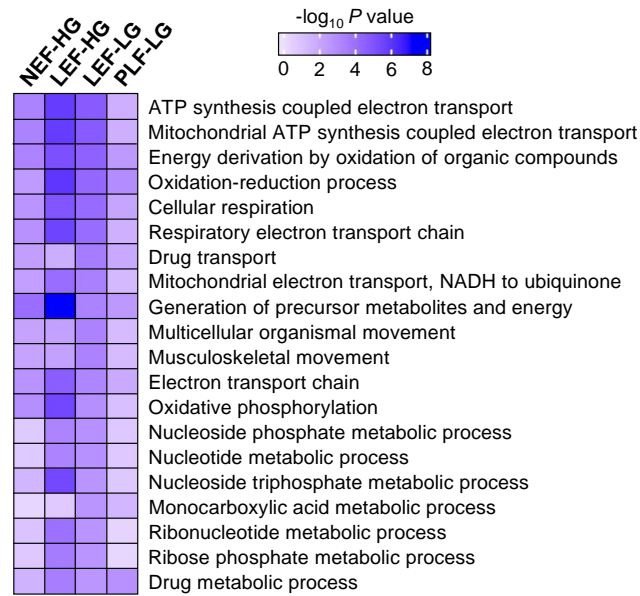 -log₁₀ P value
0 2 4 6 8
NEF-HG
LEF-HG
LEF-LG
PLF-LG
ATP synthesis coupled electron transport
Mitochondrial ATP synthesis coupled electron transport
Energy derivation by oxidation of organic compounds
Oxidation-reduction process
Cellular respiration
Respiratory electron transport chain
Drug transport
Mitochondrial electron transport, NADH to ubiquinone
Generation of precursor metabolites and energy
Multicellular organismal movement
Musculoskeletal movement
Electron transport chain
Oxidative phosphorylation
Nucleoside phosphate metabolic process
Nucleotide metabolic process
Nucleoside triphosphate metabolic process
Monocarboxylic acid metabolic process
Ribonucleotide metabolic process
Ribose phosphate metabolic process
Drug metabolic process